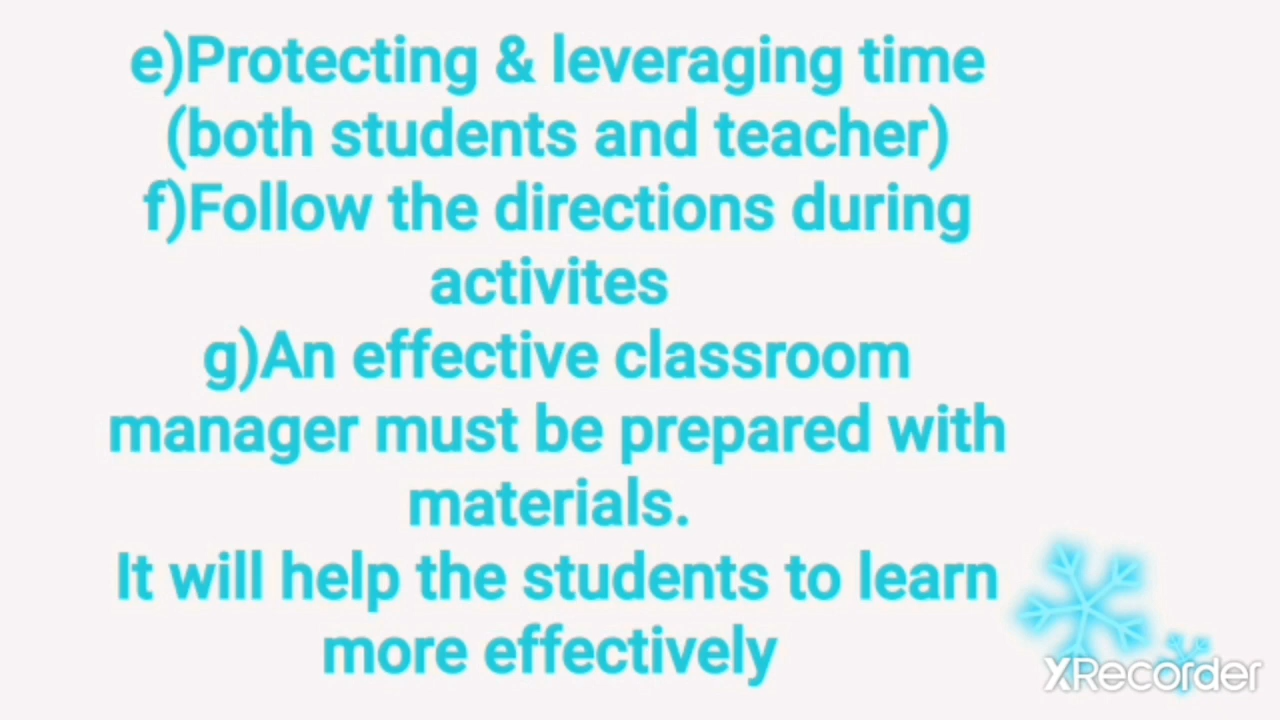 e)Protecting & leveraging time
(both students and teacher)
f)Follow the directions during
activites
g)An effective classroom
manager must be prepared with
materials.
It will help the students to learn
more effectively
XRecorder